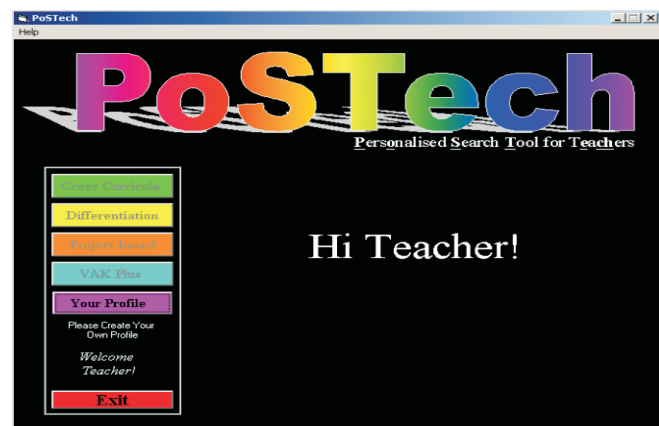 PoSTech
Help
PoSTech
Personalised Search Tool for Teachers
Cross Curricula
Differentiation
Project based
VAK Plus
Your Profile
Please Create Your
Own Profile
Welcome
Teacher!
Exit
Hi Teacher!